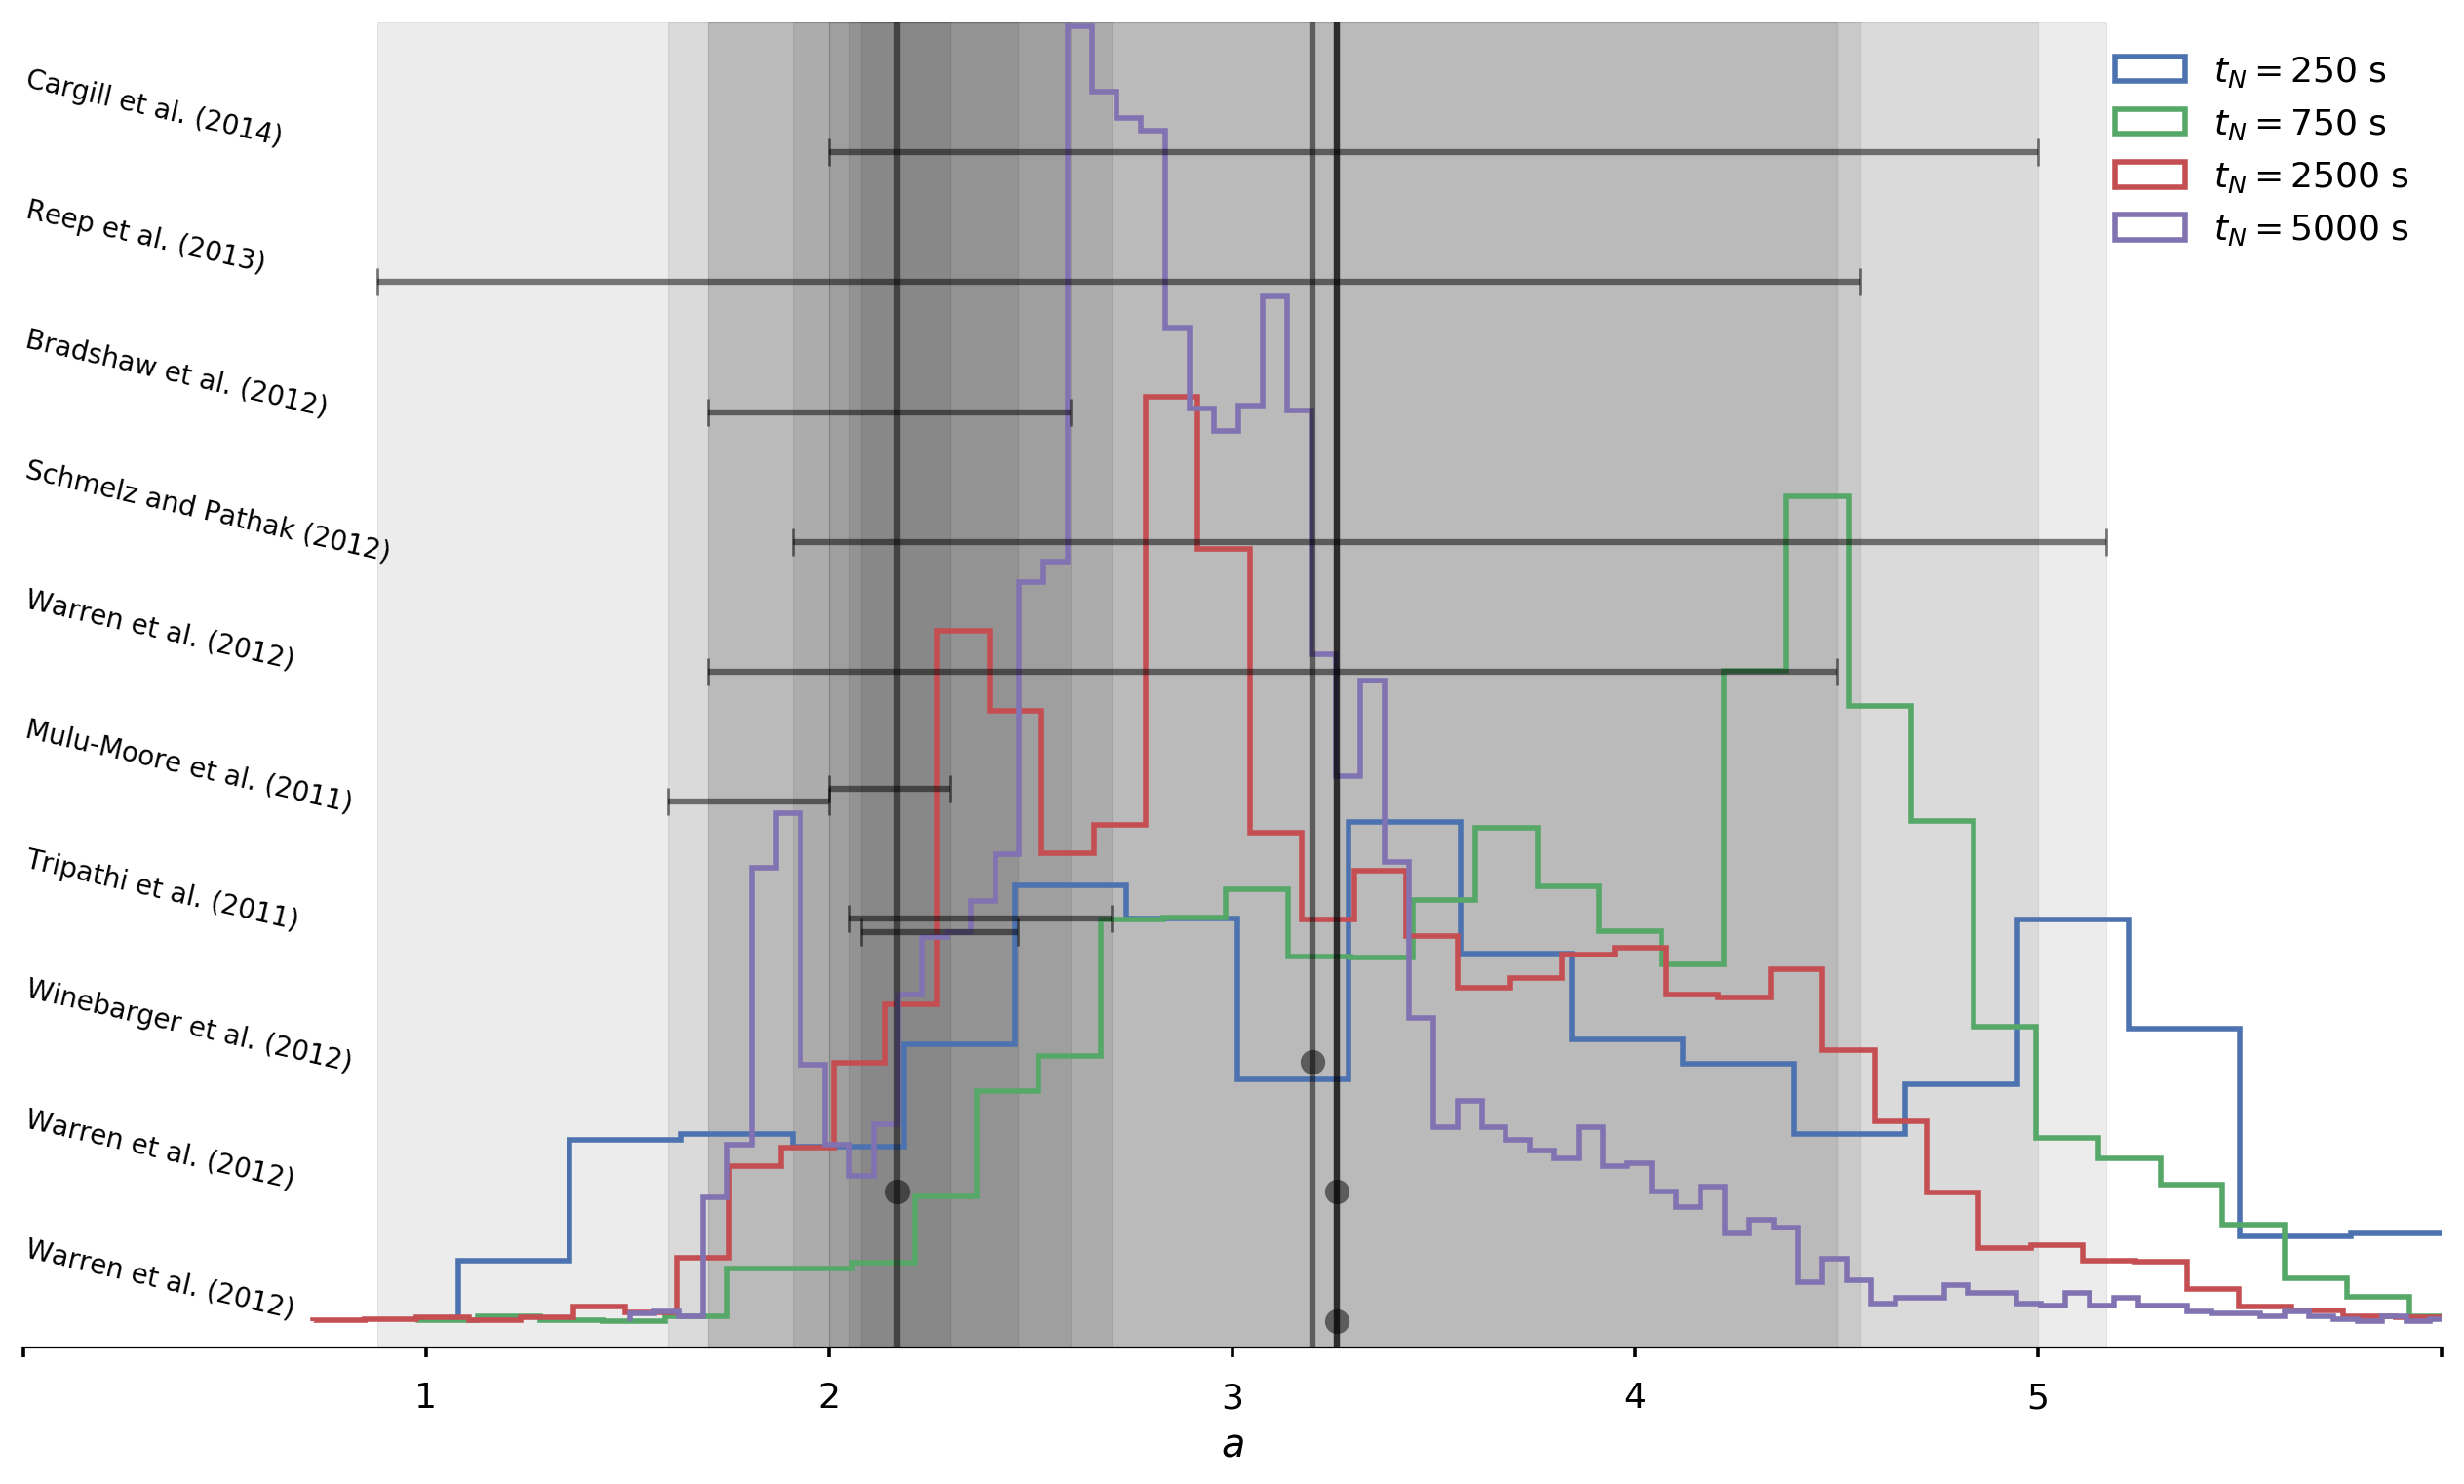 Cargill et al. (2014)
Reep et al. (2013)
Bradshaw et al. (2012)
Schmelz and Pathak (2012)
Warren et al. (2012)
Mulu-Moore et al. (2011)
Tripathi et al. (2011)
Winebarger et al. (2012)
Warren et al. (2012)
Warren et al. (2012)
t_N = 250 s
t_N = 750 s
t_N = 2500 s
t_N = 5000 s
1 2 3 4 5
a